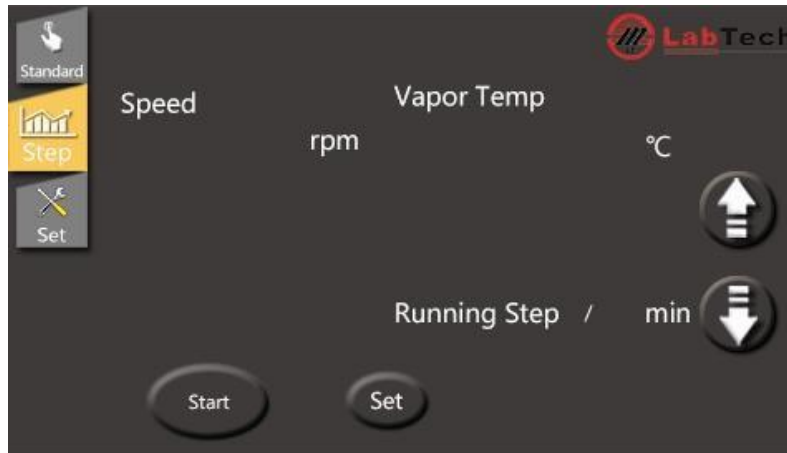 Standard
LabTech
Speed
Vapor Temp
rpm
℃
Step
Set
Running Step / min
Start
Set